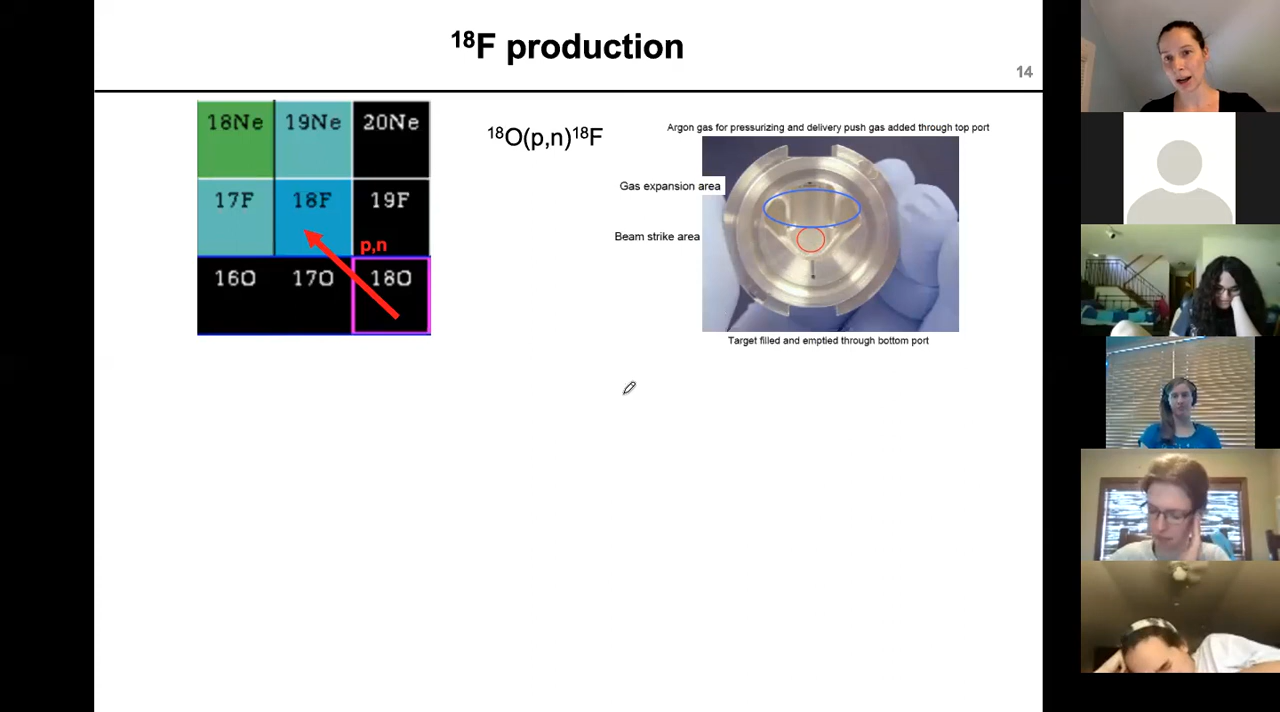 ¹⁸F production
14
18Ne 19Ne 20Ne
17F 18F 19F
p,n
16O 17O 18O
¹⁸O(p,n)¹⁸F
Argon gas for pressurizing and delivery push gas added through top port
Gas expansion area
Beam strike area
Target filled and emptied through bottom port